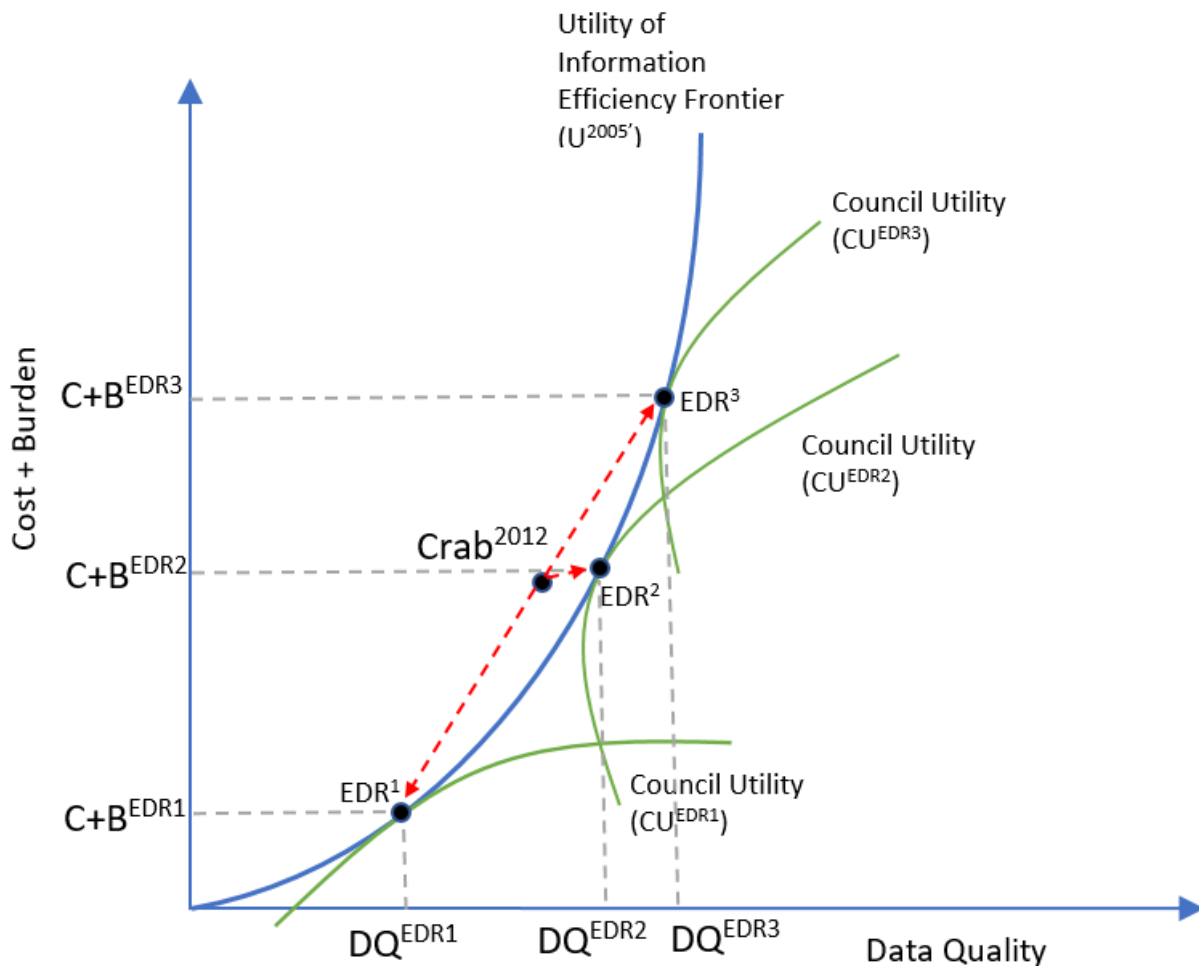 Utility of
Information
Efficiency Frontier
(U²⁰⁰⁵’)
Council Utility
(CUᴱᴰᴿ³)
C+Bᴱᴰᴿ³
EDR³
Cost + Burden
Council Utility
(CUᴱᴰᴿ²)
Crab²⁰¹²
C+Bᴱᴰᴿ²
EDR²
EDR¹
Council Utility
(CUᴱᴰᴿ¹)
C+Bᴱᴰᴿ¹
DQᴱᴰᴿ¹
DQᴱᴰᴿ²
DQᴱᴰᴿ³
Data Quality